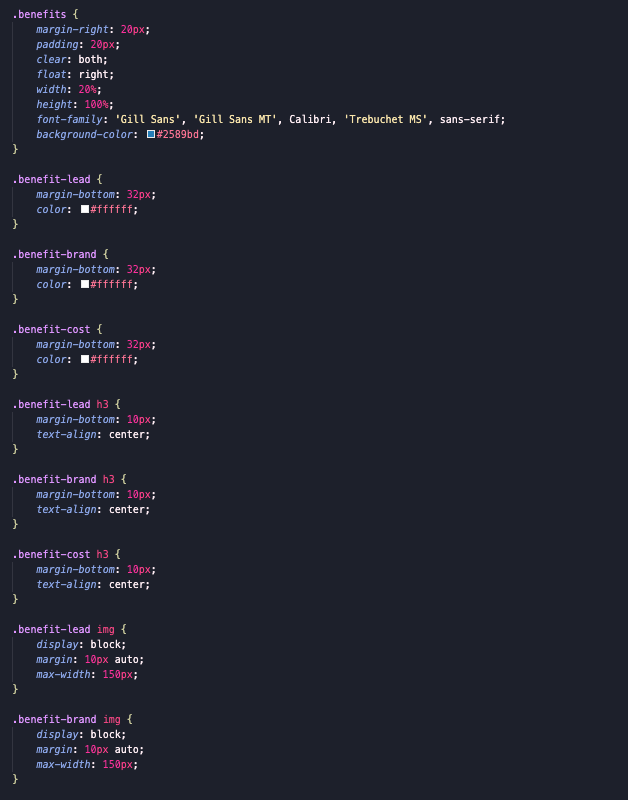 .benefits {
margin-right: 20px;
padding: 20px;
clear: both;
float: right;
width: 20%;
height: 100%;
font-family: 'Gill Sans', 'Gill Sans MT', Calibri, 'Trebuchet MS', sans-serif;
background-color: #2589bd;
}
.benefit-lead {
margin-bottom: 32px;
color: #ffffff;
}
.benefit-brand {
margin-bottom: 32px;
color: #ffffff;
}
.benefit-cost {
margin-bottom: 32px;
color: #ffffff;
}
.benefit-lead h3 {
margin-bottom: 10px;
text-align: center;
}
.benefit-brand h3 {
margin-bottom: 10px;
text-align: center;
}
.benefit-cost h3 {
margin-bottom: 10px;
text-align: center;
}
.benefit-lead img {
display: block;
margin: 10px auto;
max-width: 150px;
}
.benefit-brand img {
display: block;
margin: 10px auto;
max-width: 150px;
}